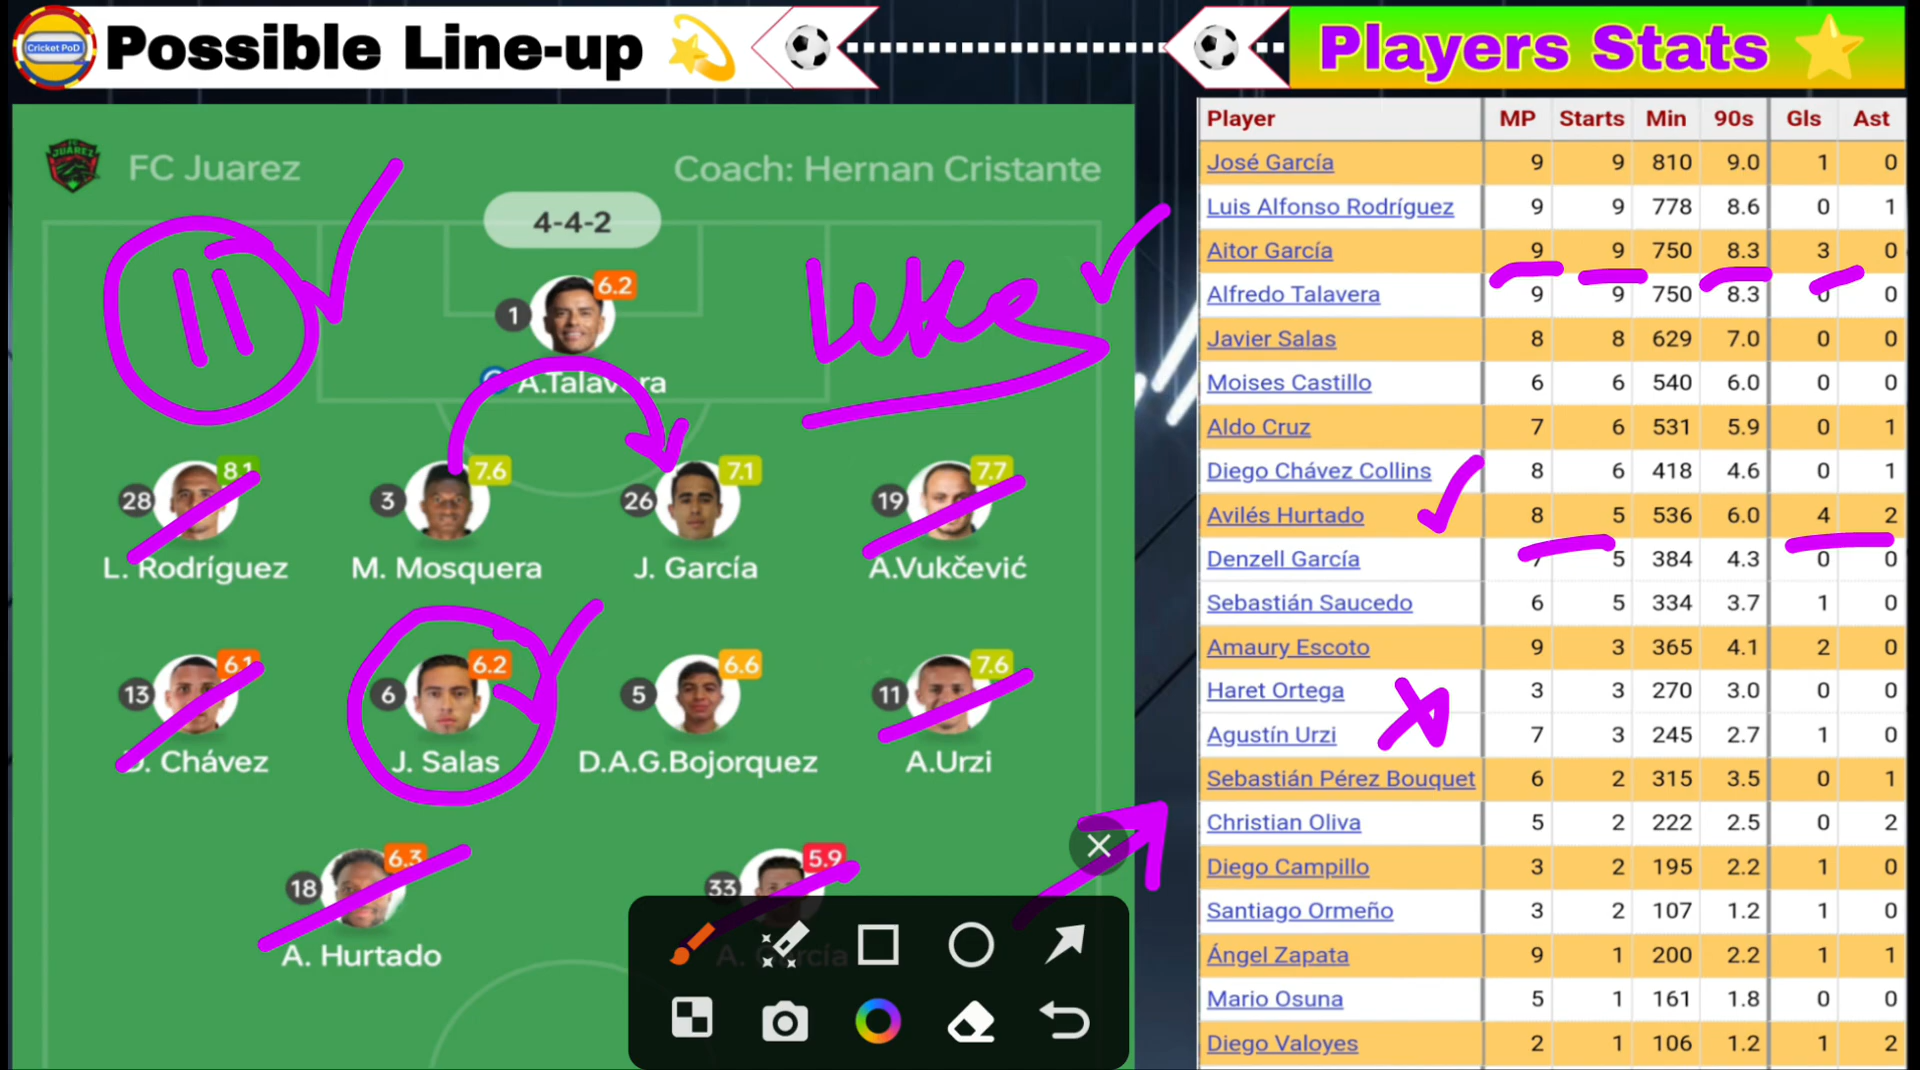 Cricket PoD
Possible Line-up
Players Stats
FC Juarez
Coach: Hernan Cristante
4-4-2
11
Like
6.2
1
A.Talavera
8.1
28
L. Rodríguez
7.6
3
M. Mosquera
7.1
26
J. García
7.7
19
A.Vukčević
6.1
13
D. Chávez
6.2
6
J. Salas
6.6
5
D.A.G.Bojorquez
7.6
11
A.Urzi
6.3
18
A. Hurtado
5.9
33
A. García
Player MP Starts Min 90s Gls Ast
José García 9 9 810 9.0 1 0
Luis Alfonso Rodríguez 9 9 778 8.6 0 1
Aitor García 9 9 750 8.3 3 0
Alfredo Talavera 9 9 750 8.3 0 0
Javier Salas 8 8 629 7.0 0 0
Moises Castillo 6 6 540 6.0 0 0
Aldo Cruz 7 6 531 5.9 0 1
Diego Chávez Collins 8 6 418 4.6 0 1
Avilés Hurtado 8 5 536 6.0 4 2
Denzell García 7 5 384 4.3 0 0
Sebastián Saucedo 6 5 334 3.7 1 0
Amaury Escoto 9 3 365 4.1 2 0
Haret Ortega 3 3 270 3.0 0 0
Agustín Urzi 7 3 245 2.7 1 0
Sebastián Pérez Bouquet 6 2 315 3.5 0 1
Christian Oliva 5 2 222 2.5 0 2
Diego Campillo 3 2 195 2.2 1 0
Santiago Ormeño 3 2 107 1.2 1 0
Ángel Zapata 9 1 200 2.2 1 1
Mario Osuna 5 1 161 1.8 0 0
Diego Valoyes 2 1 106 1.2 1 2